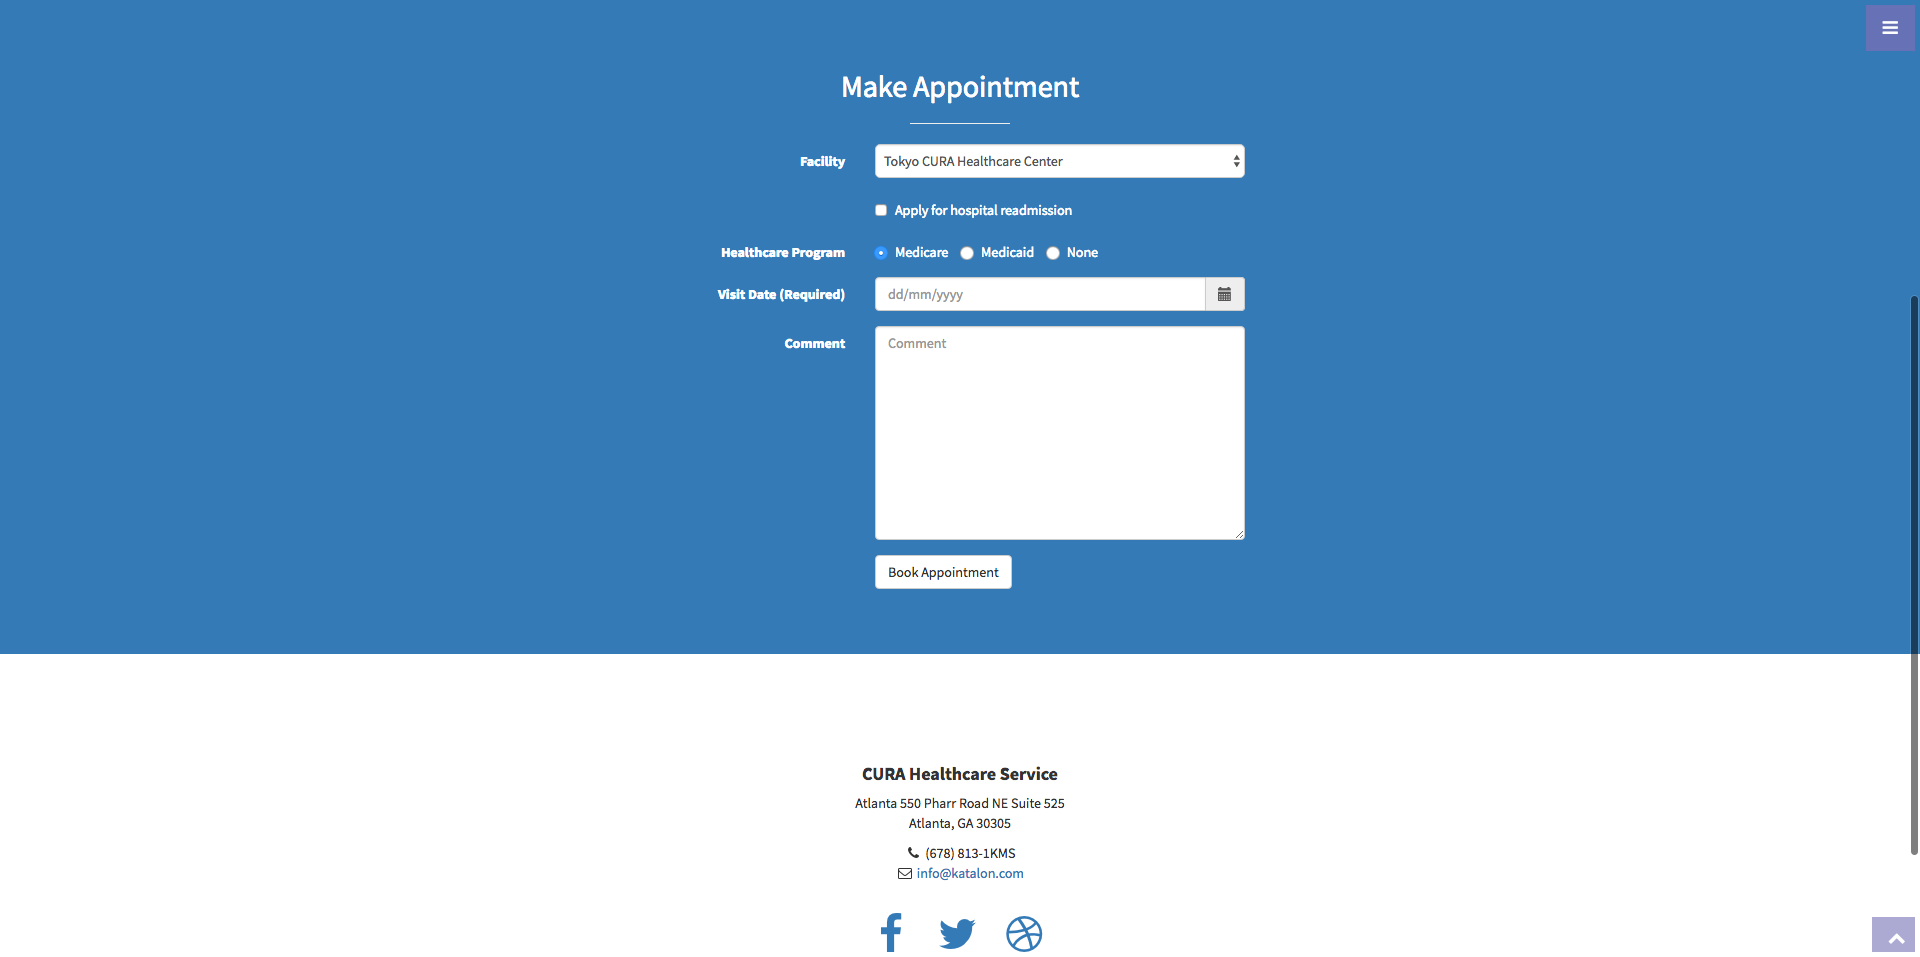 Make Appointment
Facility
Tokyo CURA Healthcare Center
Apply for hospital readmission
Healthcare Program
Medicare Medicaid None
Visit Date (Required)
dd/mm/yyyy
Comment
Comment
Book Appointment
CURA Healthcare Service
Atlanta 550 Pharr Road NE Suite 525
Atlanta, GA 30305
(678) 813-1KMS
info@katalon.com